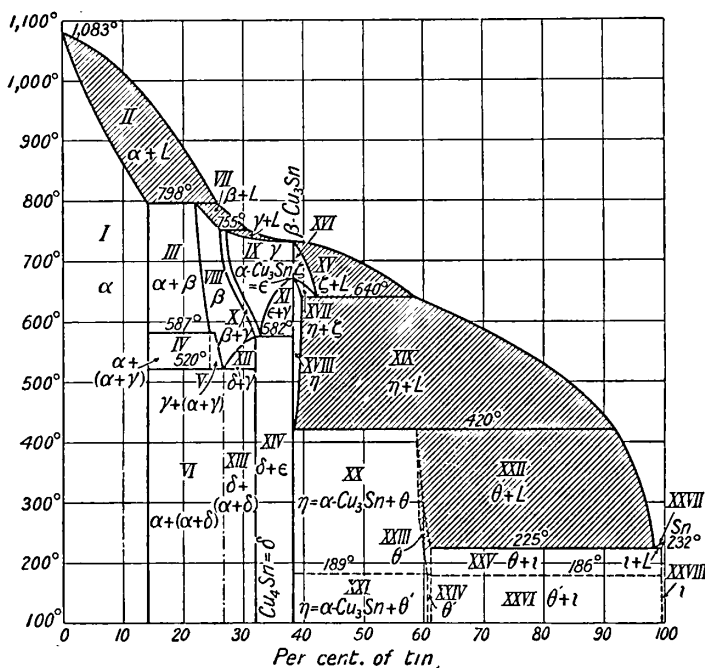 1,100°
1,083°
1,000°
900°
800°
700°
600°
500°
400°
300°
200°
100°
II
α+L
798°
VII
β+L
755°
γ+L
β-Cu₃Sn
XVI
I
α
III
α+β
VIII
β
IX γ
α-Cu₃Sn ζ
=ϵ
XI
ϵ+γ
X
β+γ
582°
XV
ζ+L
640°
XVII
η+ζ
587°
IV
α+
(α+γ)
520°
V
γ+(α+γ)
XII
δ+γ
XVIII
η
XIX
η+L
420°
VI
α+(α+δ)
XIII
δ+
(α+δ)
XIV
δ+ϵ
Cu₄Sn=δ
XX
η=α-Cu₃Sn+θ
XXII
θ+L
XXIII
θ
225°
XXVII
Sn
232°
189°
XXV θ+ι
186°
ι+L
XXVIII
ι
XXI
η=α-Cu₃Sn+θ'
XXIV
θ'
XXVI θ'+ι
0 10 20 30 40 50 60 70 80 90 100
Per cent. of tin.